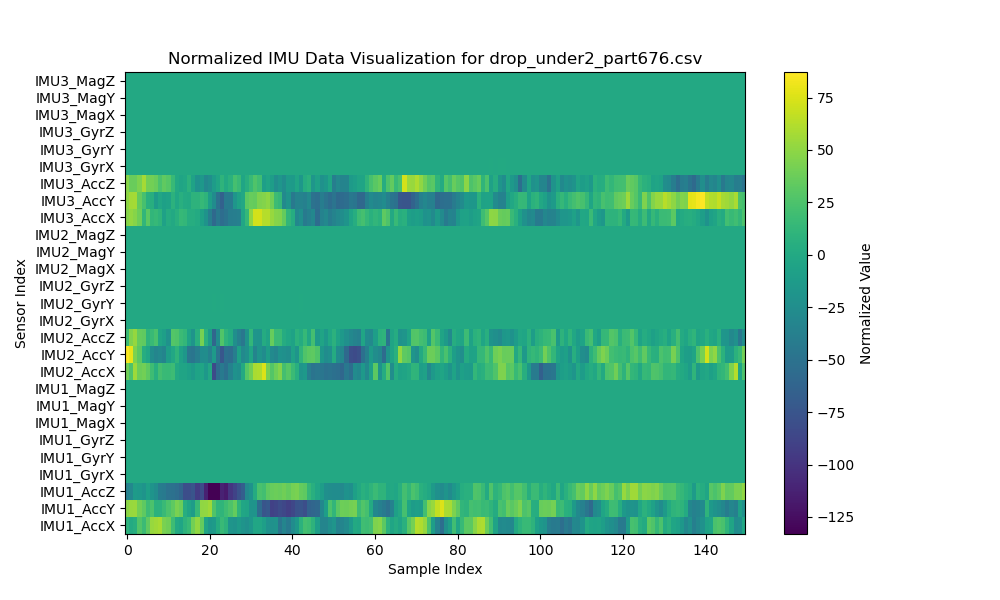 Normalized IMU Data Visualization for drop_under2_part676.csv
IMU3_MagZ
IMU3_MagY
IMU3_MagX
IMU3_GyrZ
IMU3_GyrY
IMU3_GyrX
IMU3_AccZ
IMU3_AccY
IMU3_AccX
IMU2_MagZ
IMU2_MagY
IMU2_MagX
IMU2_GyrZ
IMU2_GyrY
IMU2_GyrX
IMU2_AccZ
IMU2_AccY
IMU2_AccX
IMU1_MagZ
IMU1_MagY
IMU1_MagX
IMU1_GyrZ
IMU1_GyrY
IMU1_GyrX
IMU1_AccZ
IMU1_AccY
IMU1_AccX
Sensor Index
0 20 40 60 80 100 120 140
Sample Index
75
50
25
0
−25
−50
−75
−100
−125
Normalized Value